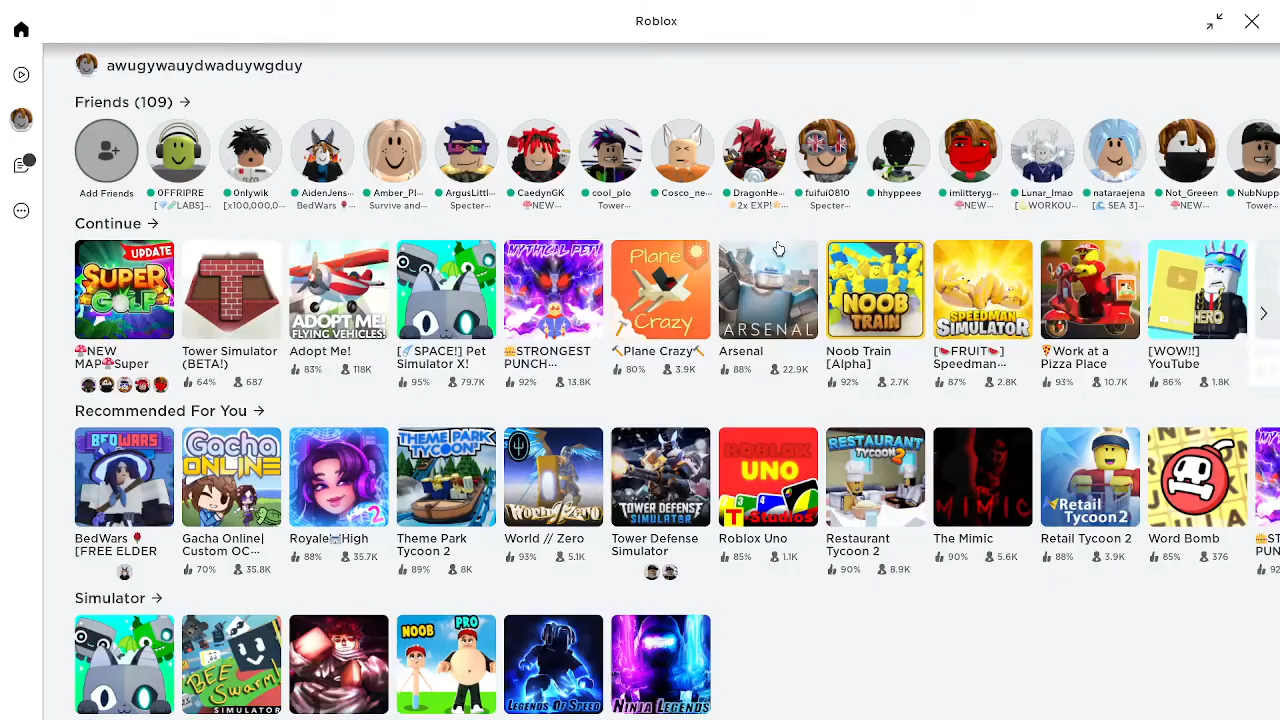 Roblox
awugywauydwaduywgduy
Friends (109) →
Add Friends
0FFRIPRE
Onlywik
AidenJens...
Amber_Pl...
ArgusLittl...
CaedynGK
cool_plo
Cosco_ne...
DragonHe...
fuifui0810
hhyppeee
imlitteryg...
Lunar_lmao
nataraejena
Not_Greeen
NubNupp
[💎🧪LABS]...
[x100,000,0...
BedWars 🌹...
Survive and...
Specter...
🍄NEW...
Tower...
⭐2x EXP!⭐...
Specter...
🍄NEW...
[💪WORKOU...
[🌊 SEA 3]...
🍄NEW...
Tower...
Continue →
UPDATE
SUPER
GOLF
T
ADOPT ME!
FLYING VEHICLES!
MYTHICAL PET!
Plane
Crazy
ARSENAL
NOOB
TRAIN
SPEEDMAN
SIMULATOR
HERO
🍄NEW
MAP🍄Super
Tower Simulator
(BETA!)
64% 687
Adopt Me!
83% 118K
[☄️SPACE!] Pet
Simulator X!
95% 79.7K
🥊STRONGEST
PUNCH...
92% 13.8K
🔨Plane Crazy🔨
80% 3.9K
Arsenal
88% 22.9K
Noob Train
[Alpha]
92% 2.7K
[🍉FRUIT🍉]
Speedman...
87% 2.8K
🍕Work at a
Pizza Place
93% 10.7K
[WOW!!]
YouTube
86% 1.8K
Recommended For You →
BEDWARS
Gacha
ONLINE
2
THEME PARK
TYCOON 2
World//Zero
TOWER DEFENSE
SIMULATOR
ROBLOX
UNO
3 4
T Studios
RESTAURANT
TYCOON 2
THE
MIMIC
Retail
Tycoon 2
BedWars 🌹
[FREE ELDER
Gacha Online|
Custom OC...
70% 35.8K
Royale🏰High
88% 35.7K
Theme Park
Tycoon 2
89% 8K
World // Zero
93% 5.1K
Tower Defense
Simulator
Roblox Uno
85% 1.1K
Restaurant
Tycoon 2
90% 8.9K
The Mimic
90% 5.6K
Retail Tycoon 2
88% 3.9K
Word Bomb
85% 376
🥊ST
PUN
92
Simulator →
BEE
Swarm!
SIMULATOR
NOOB
PRO
LEGENDS OF SPEED
NINJA LEGENDS